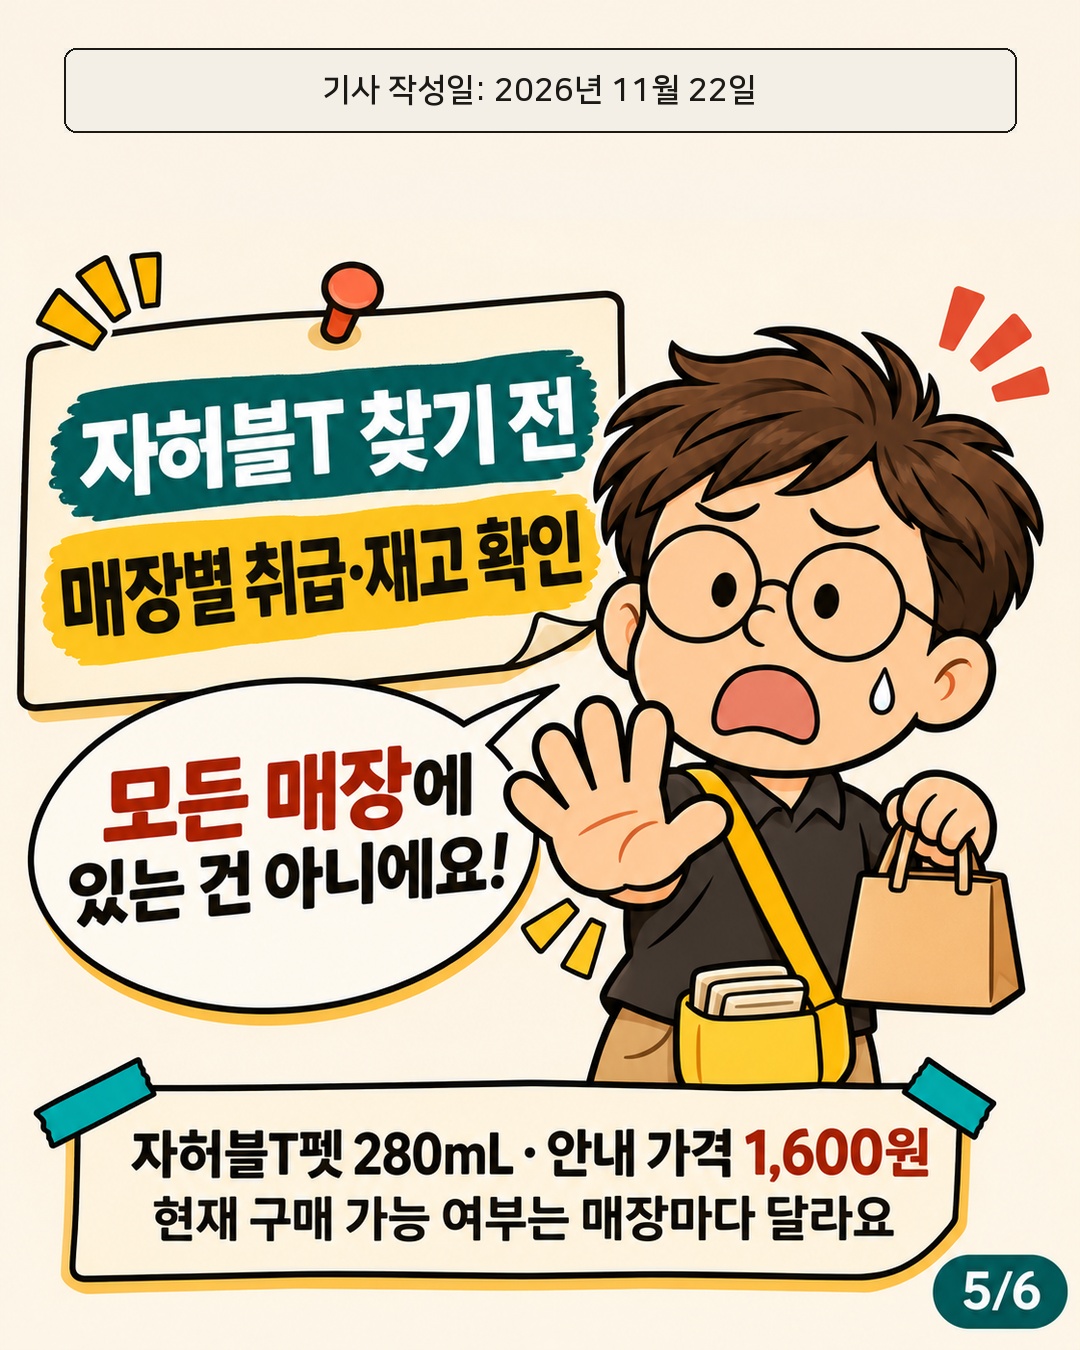 기사 작성일: 2026년 11월 22일
자허블T 찾기 전
매장별 취급·재고 확인
모든 매장에
있는 건 아니에요!
자허블T펫 280mL · 안내 가격 1,600원
현재 구매 가능 여부는 매장마다 달라요
5/6